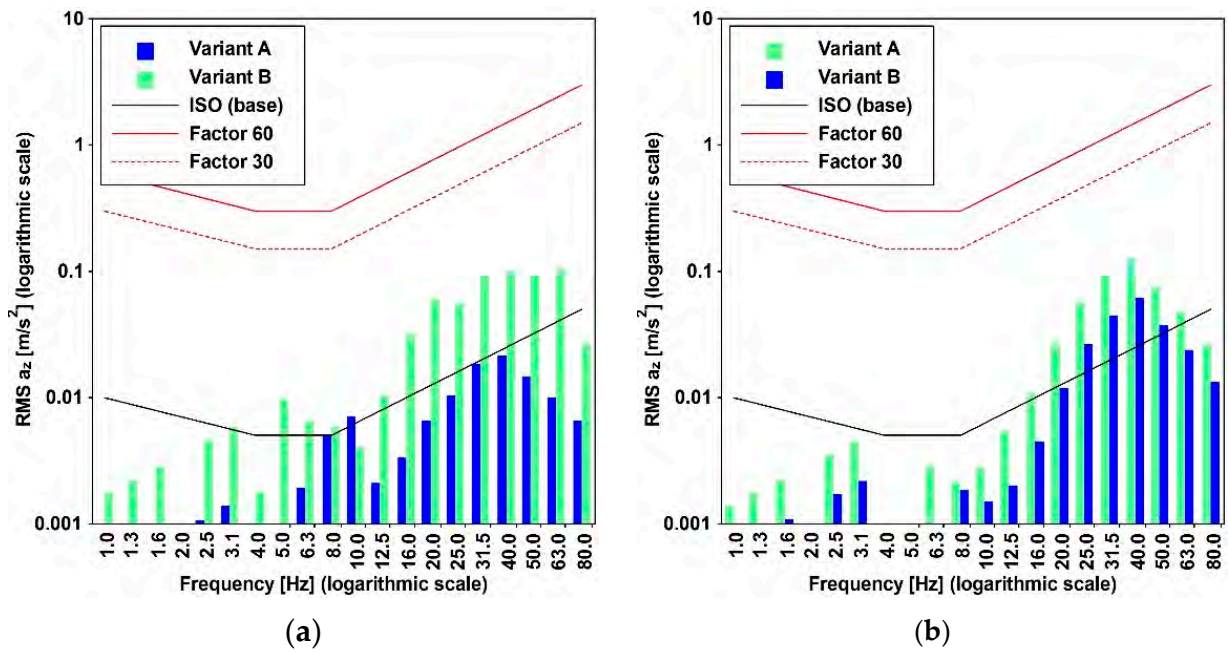 10
Variant A
Variant B
ISO (base)
Factor 60
Factor 30
1
0.1
0.01
0.001
RMS az [m/s²] (logarithmic scale)
1.0 1.3 1.6 2.0 2.5 3.1 4.0 5.0 6.3 8.0 10.0 12.5 16.0 20.0 25.0 31.5 40.0 50.0 63.0 80.0
Frequency [Hz] (logarithmic scale)
(a)
10
Variant A
Variant B
ISO (base)
Factor 60
Factor 30
1
0.1
0.01
0.001
RMS az [m/s²] (logarithmic scale)
1.0 1.3 1.6 2.0 2.5 3.1 4.0 5.0 6.3 8.0 10.0 12.5 16.0 20.0 25.0 31.5 40.0 50.0 63.0 80.0
Frequency [Hz] (logarithmic scale)
(b)